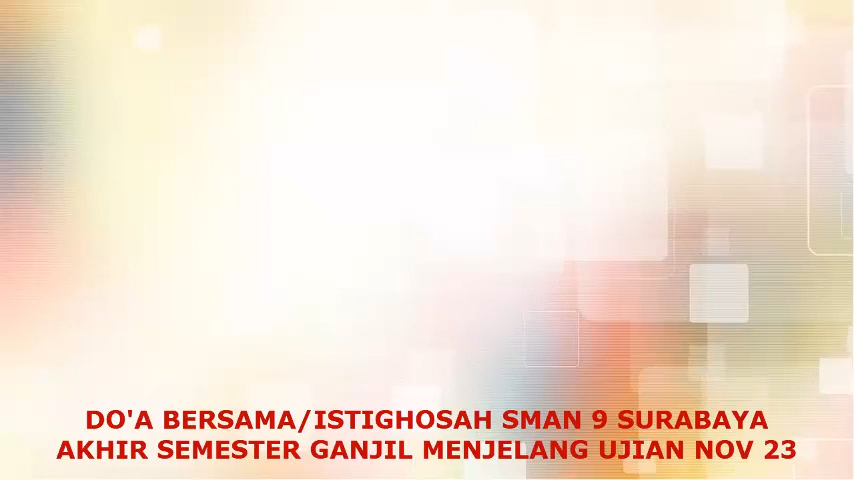 DO'A BERSAMA/ISTIGHOSAH SMAN 9 SURABAYA
AKHIR SEMESTER GANJIL MENJELANG UJIAN NOV 23